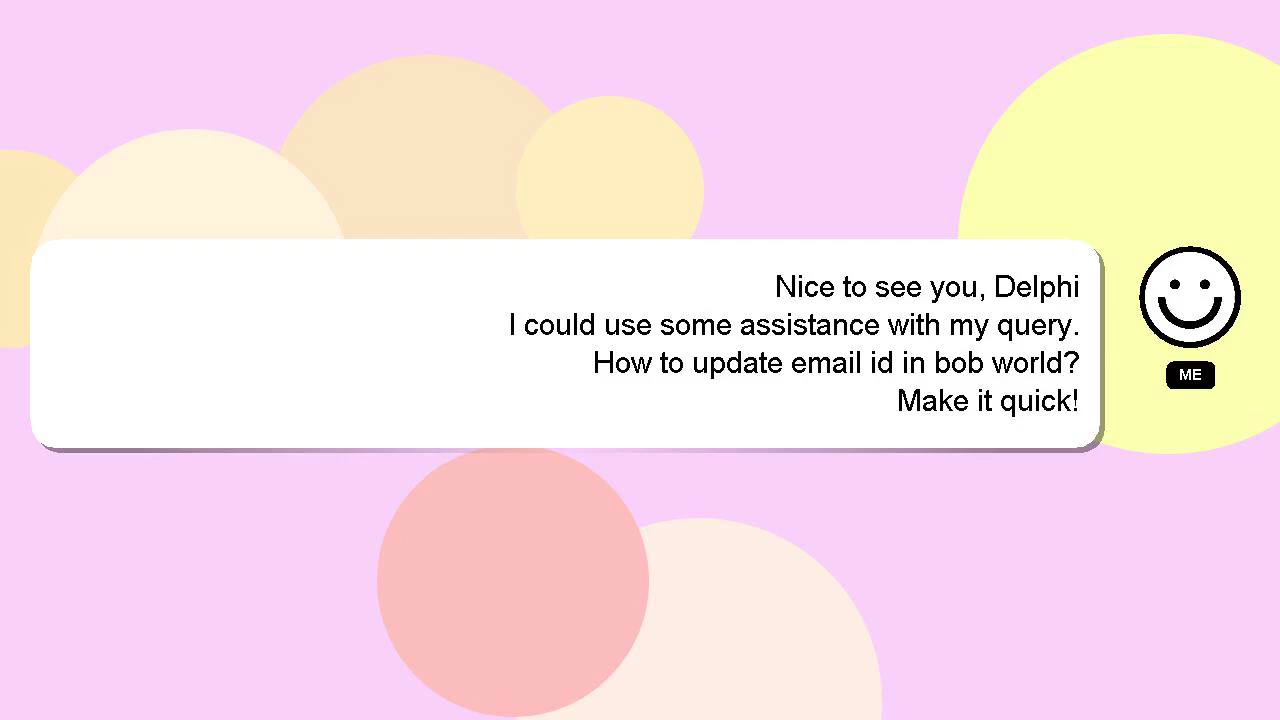 Nice to see you, Delphi
I could use some assistance with my query.
How to update email id in bob world?
Make it quick!
ME